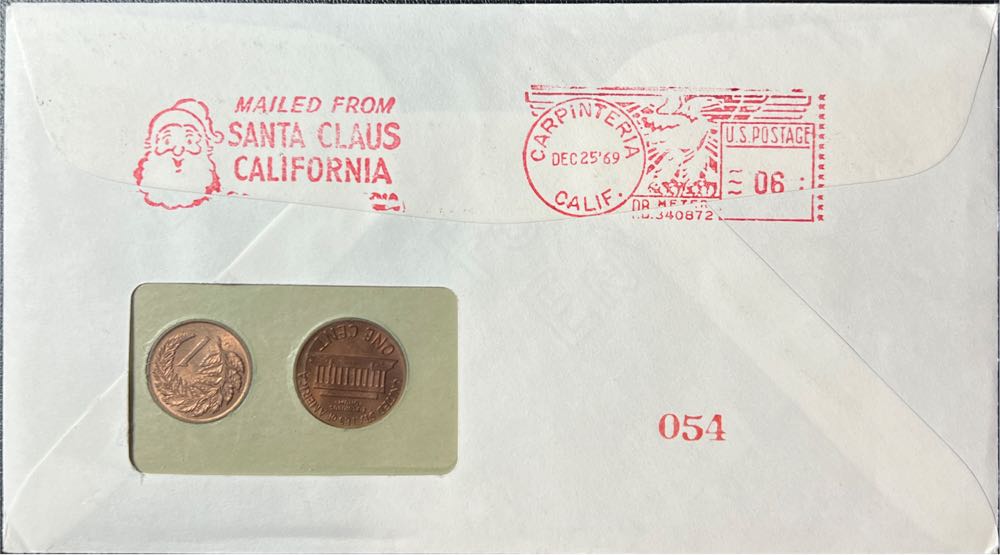 MAILED FROM
SANTA CLAUS
CALIFORNIA
CARPINTERIA
DEC 25 '69
CALIF.
U.S. POSTAGE
06
PB METER
340872
1
ONE CENT
UNITED STATES OF AMERICA
054